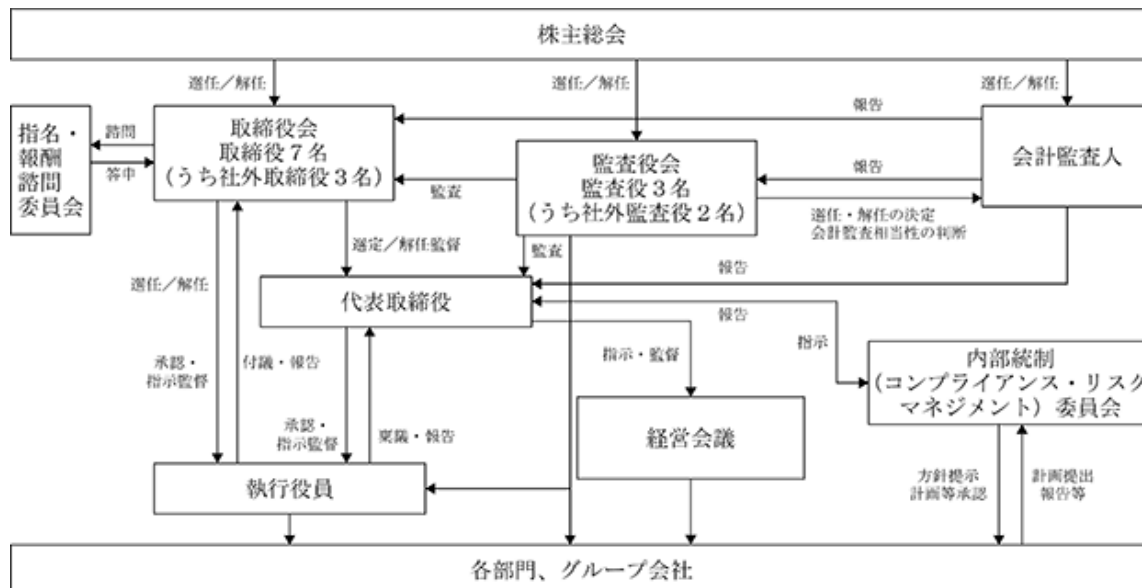 株主総会
選任／解任
選任／解任
選任／解任
指名・
報酬
諮問
委員会
諮問
答申
取締役会
取締役７名
(うち社外取締役３名)
報告
監査役会
監査役３名
(うち社外監査役２名)
監査
報告
会計監査人
選任・解任の決定
会計監査相当性の判断
選定／解任監督
監査
報告
選任／解任
代表取締役
報告
指示
承認・
指示監督
付議・報告
指示・監督
内部統制
(コンプライアンス・リスク
マネジメント）委員会
承認・
指示監督
稟議・報告
経営会議
執行役員
方針提示
計画等承認
計画提出
報告等
各部門、グループ会社